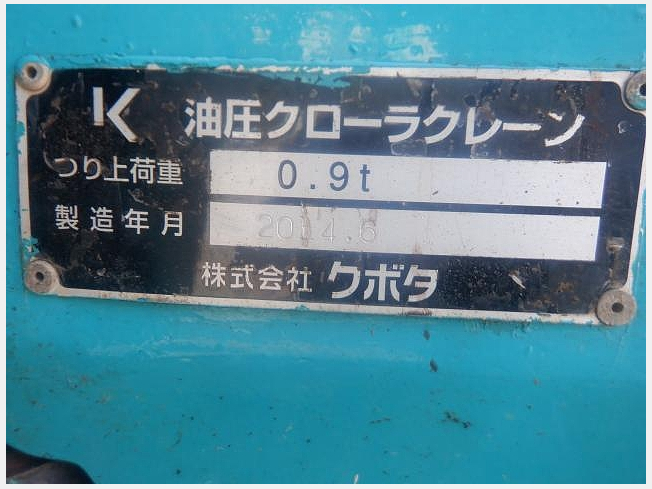 K 油圧クローラクレーン
つり上荷重 0.9t
製造年月 2014.6
株式会社 クボタ